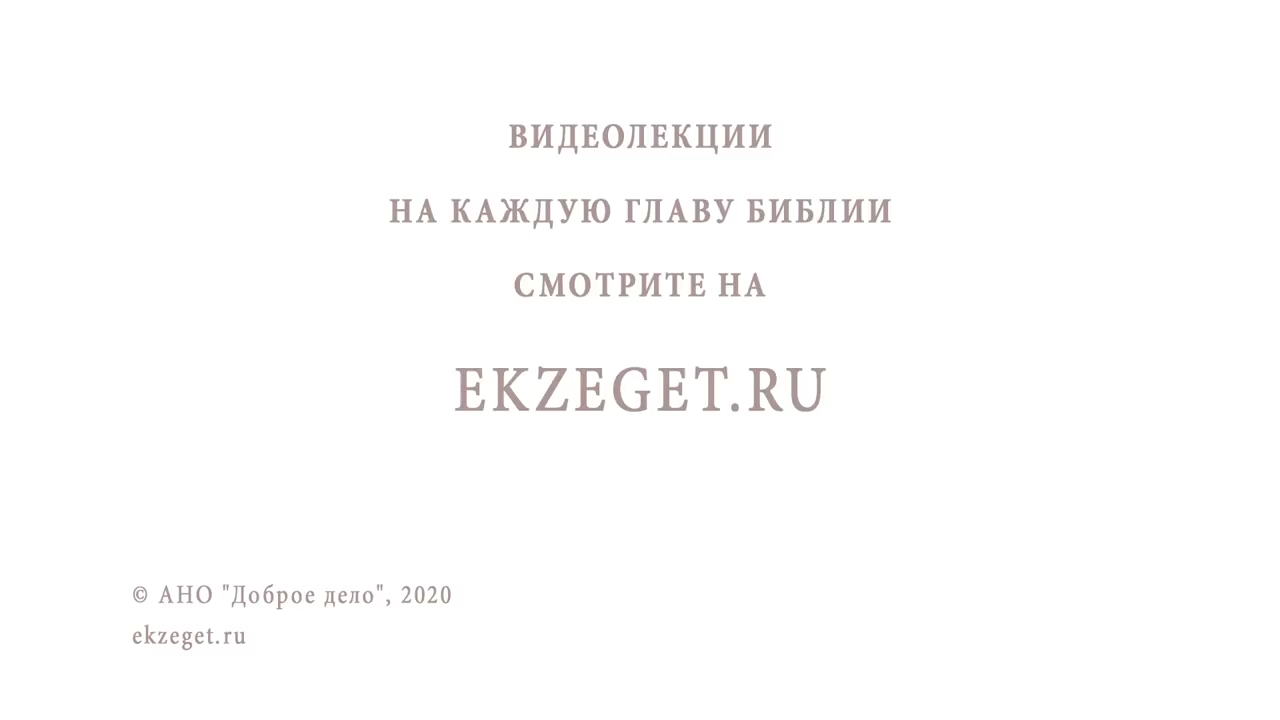 ВИДЕОЛЕКЦИИ
НА КАЖДУЮ ГЛАВУ БИБЛИИ
СМОТРИТЕ НА
EKZEGET.RU
© АНО "Доброе дело", 2020
ekzeget.ru